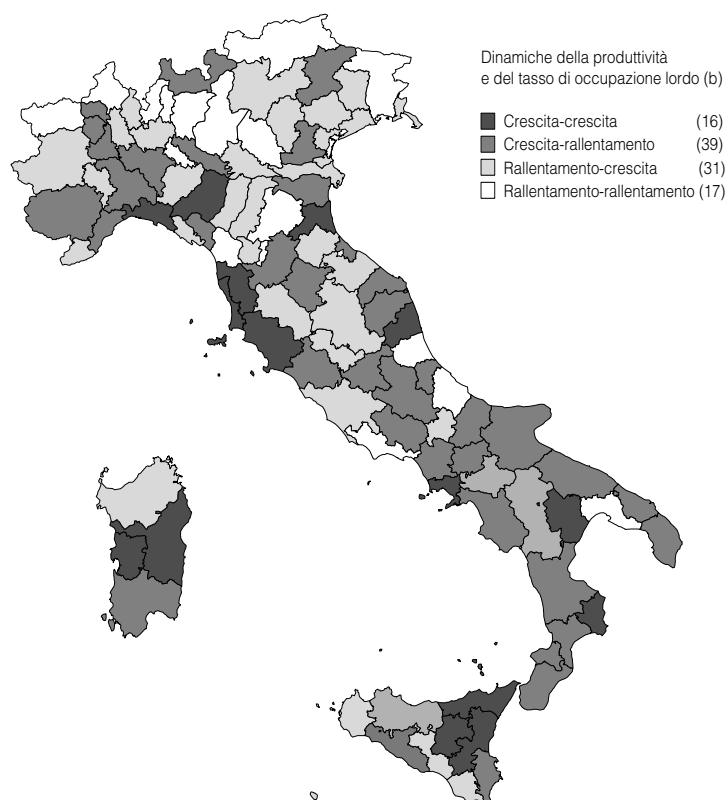 Dinamiche della produttività
e del tasso di occupazione lordo (b)
Crescita-crescita (16)
Crescita-rallentamento (39)
Rallentamento-crescita (31)
Rallentamento-rallentamento (17)